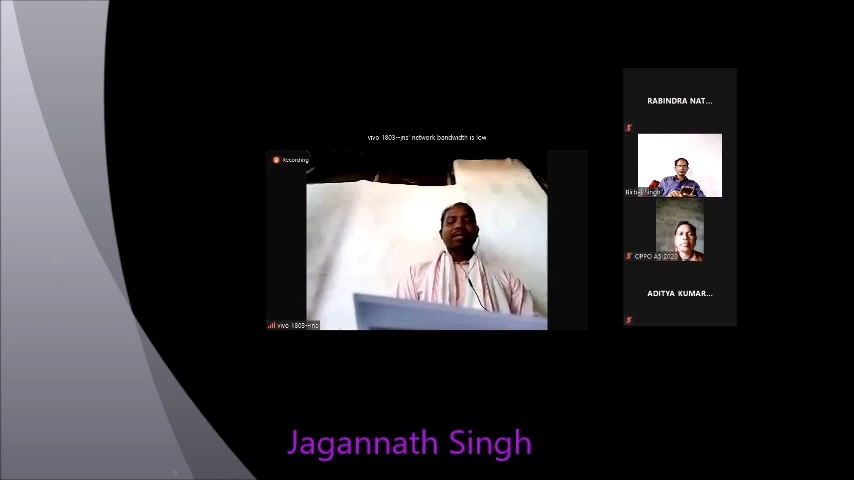 RABINDRA NAT...
vivo 1803--jns' network bandwidth is low
Recording
Birbal Singh
OPPO A5 2020
ADITYA KUMAR...
vivo 1803--jns
Jagannath Singh